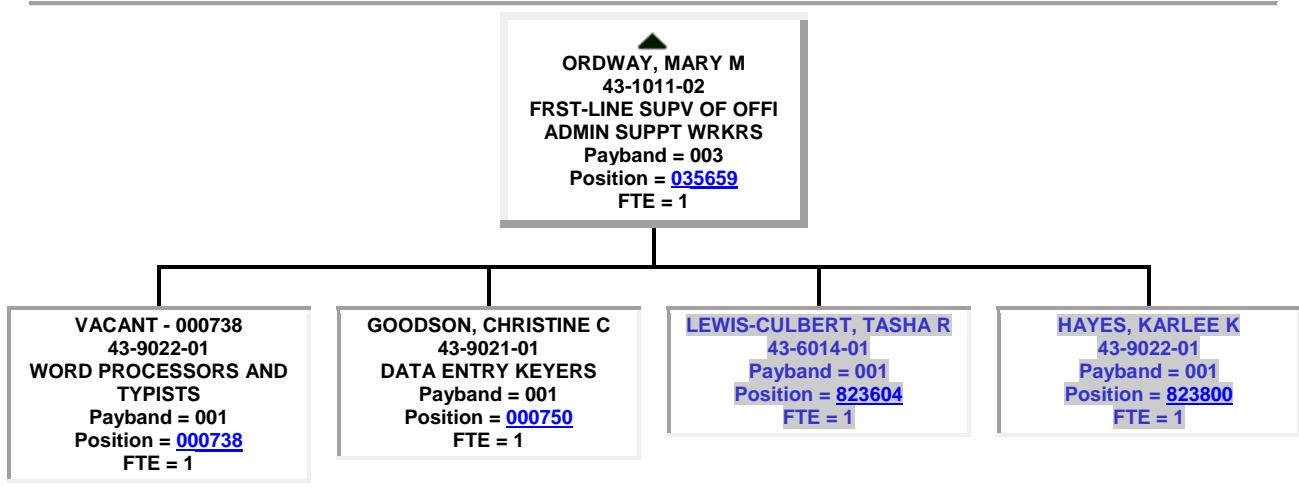 ORDWAY, MARY M
43-1011-02
FRST-LINE SUPV OF OFFI
ADMIN SUPPT WRKRS
Payband = 003
Position = 035659
FTE = 1
VACANT - 000738
43-9022-01
WORD PROCESSORS AND
TYPISTS
Payband = 001
Position = 000738
FTE = 1
GOODSON, CHRISTINE C
43-9021-01
DATA ENTRY KEYERS
Payband = 001
Position = 000750
FTE = 1
LEWIS-CULBERT, TASHA R
43-6014-01
Payband = 001
Position = 823604
FTE = 1
HAYES, KARLEE K
43-9022-01
Payband = 001
Position = 823800
FTE = 1